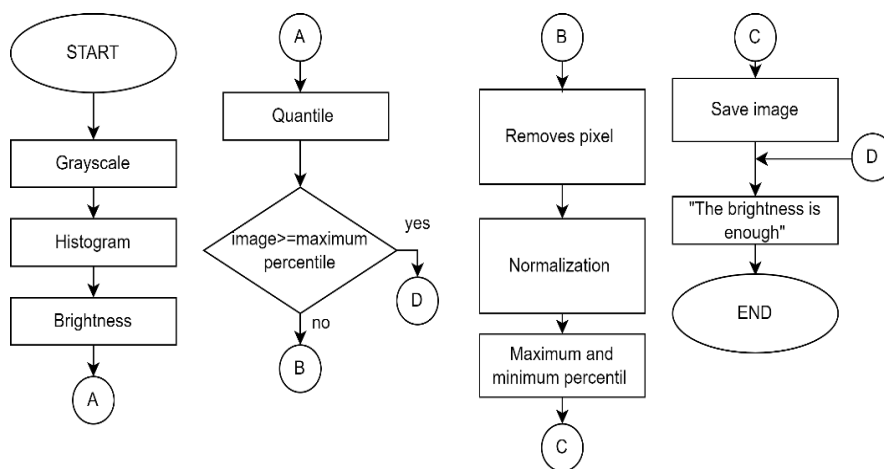 START
Grayscale
Histogram
Brightness
A
A
Quantile
image>=maximum
percentile
yes
D
no
B
B
Removes pixel
Normalization
Maximum and
minimum percentil
C
C
Save image
D
"The brightness is
enough"
END